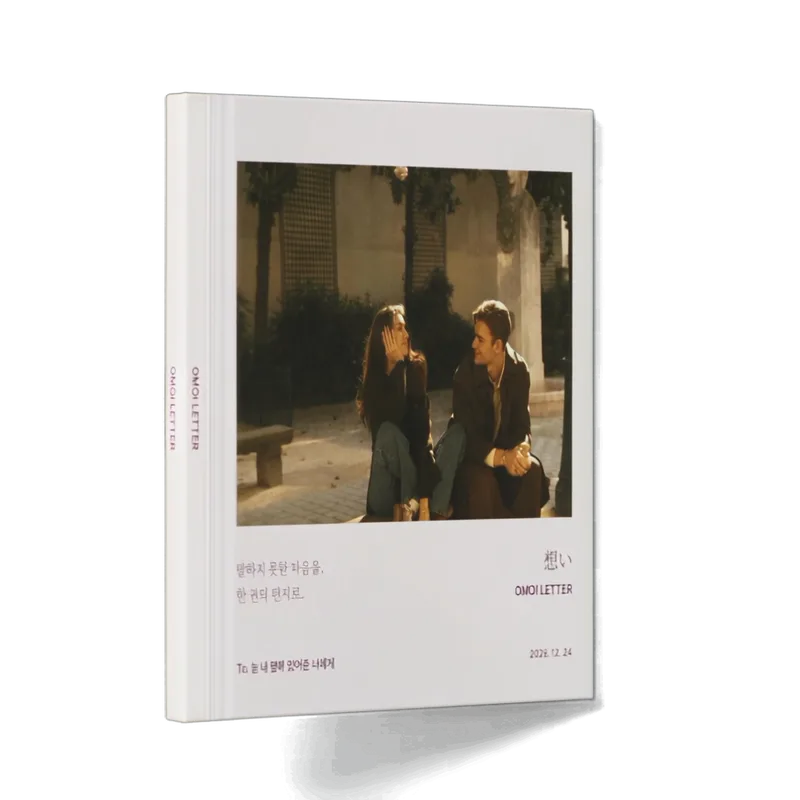 OMOI LETTER
OMOI LETTER
말하지 못한 마음을,
한 권의 편지로.
想い
OMOI LETTER
To. 늘 내 곁에 있어준 너에게
12. 24